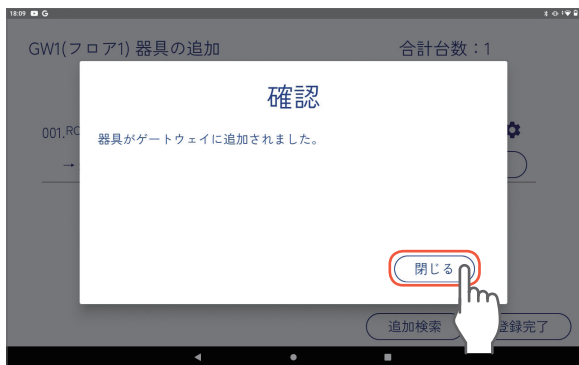 18:09 G
GW1(フロア1) 器具の追加
合計台数：1
確認
001.RC
器具がゲートウェイに追加されました。
→
閉じる
追加検索
登録完了